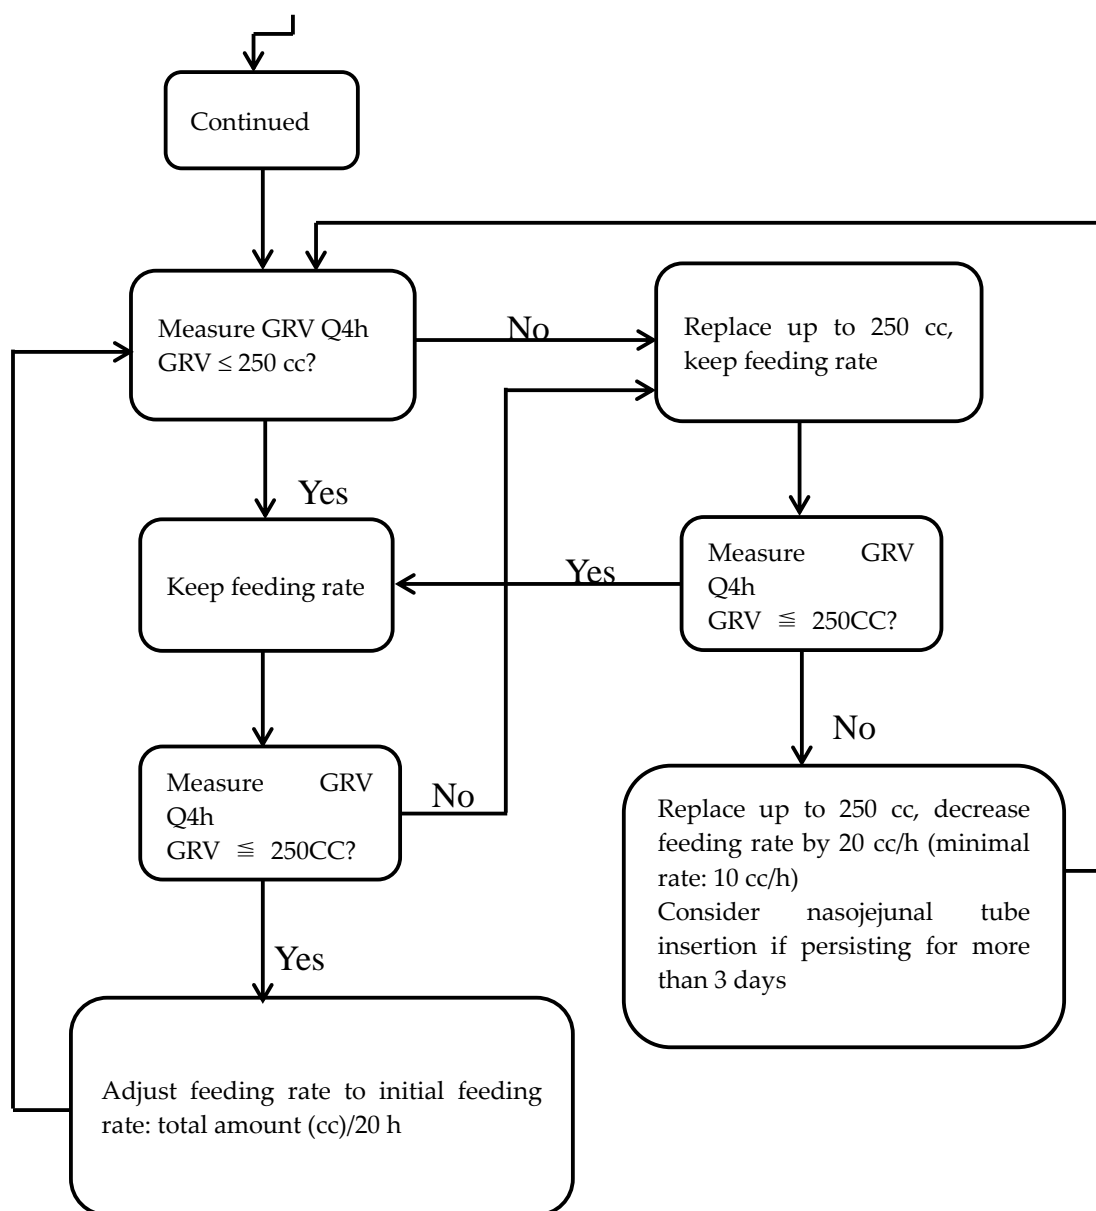 Continued
Measure GRV Q4h
GRV ≤ 250 cc?
No
Replace up to 250 cc,
keep feeding rate
Yes
Keep feeding rate
Yes
Measure GRV
Q4h
GRV ≦ 250CC?
No
Measure GRV
Q4h
GRV ≦ 250CC?
No
Replace up to 250 cc, decrease
feeding rate by 20 cc/h (minimal
rate: 10 cc/h)
Consider nasojejunal tube
insertion if persisting for more
than 3 days
Yes
Adjust feeding rate to initial feeding
rate: total amount (cc)/20 h